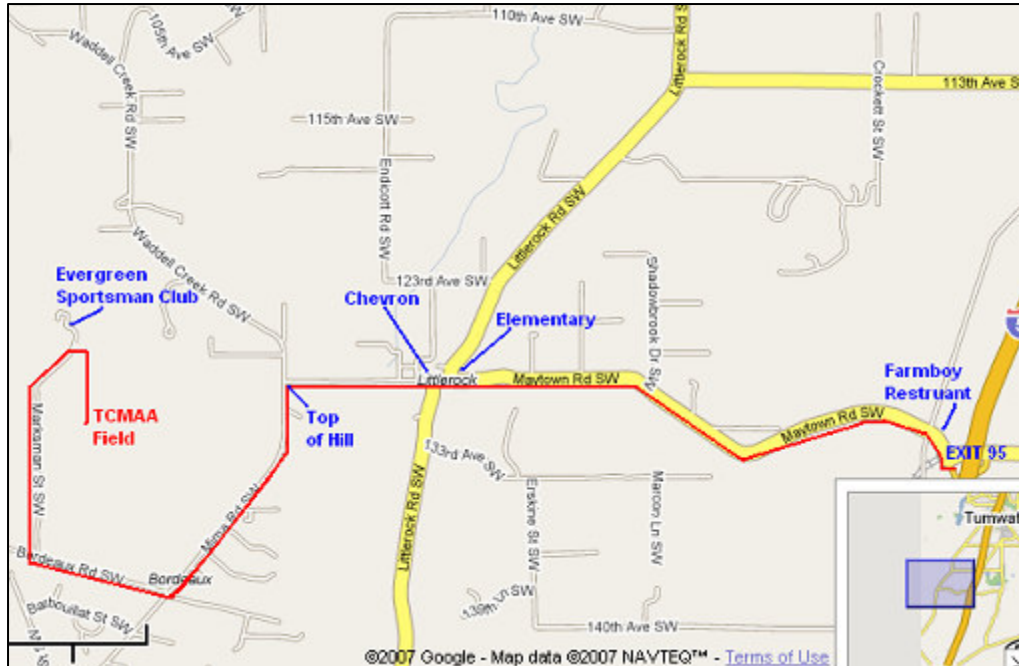 110th Ave SW
105th Ave SW
Waddell Creek Rd SW
Littlerock Rd S
113th Ave S
Crockett St SW
115th Ave SW
Endicott Rd SW
Littlerock Rd SW
Waddell Creek Rd SW
123rd Ave SW
Shadowbrook Dr SW
Evergreen
Sportsman Club
Chevron
Elementary
5
Littlerock
Maytown Rd SW
Farmboy
Restruant
TCMAA
Field
Top
of Hill
Maytown Rd SW
Marksman St SW
133rd Ave SW
EXIT 95
Mima Rd SW
Erskine St SW
Marcon Ln SW
Littlerock Rd SW
Tumwat
Bordeaux Rd SW
Bordeaux
Barbouillat St SW
139th Ln SW
140th Ave SW
©2007 Google - Map data ©2007 NAVTEQ™ - Terms of Use